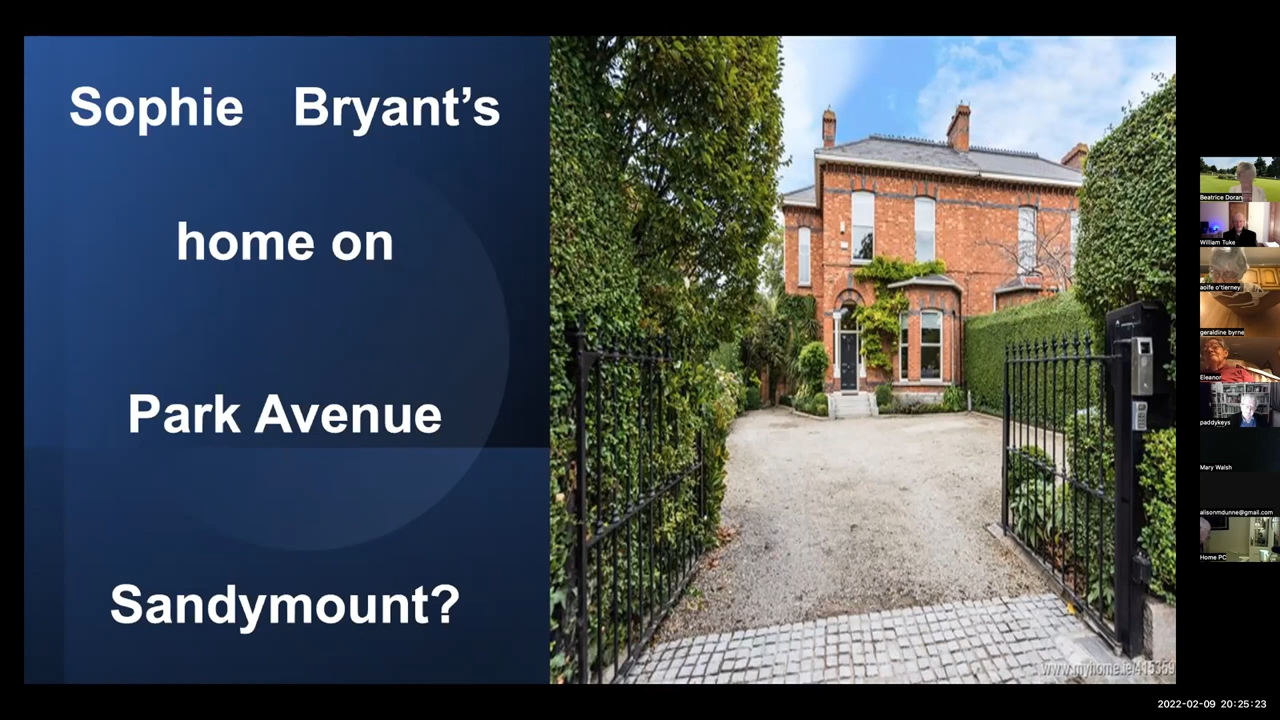 Sophie Bryant’s
home on
Park Avenue
Sandymount?
www.myhome.ie/415359
Beatrice Doran
William Tuke
aoife o'tierney
geraldine byrne
Eleanor
paddykeys
Mary Walsh
alisonmdunne@gmail.com
Home PC
2022-02-09 20:25:23